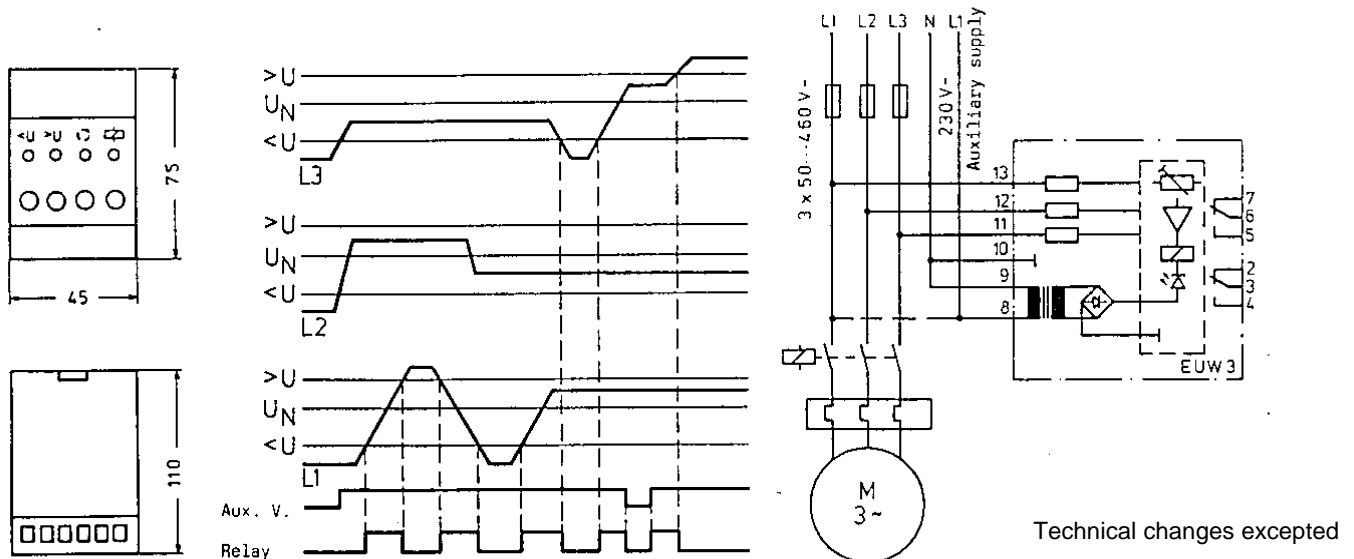 <U >U
75
45
110
>U
UN
<U
L3
>U
UN
<U
L2
>U
UN
<U
L1
Aux. V.
Relay
L1 L2 L3 N L1
3 x 50...460 V~
230 V~
Auxiliary supply
13
12
11
10
9
8
7
6
5
2
3
4
EUW 3
M
3~
Technical changes excepted